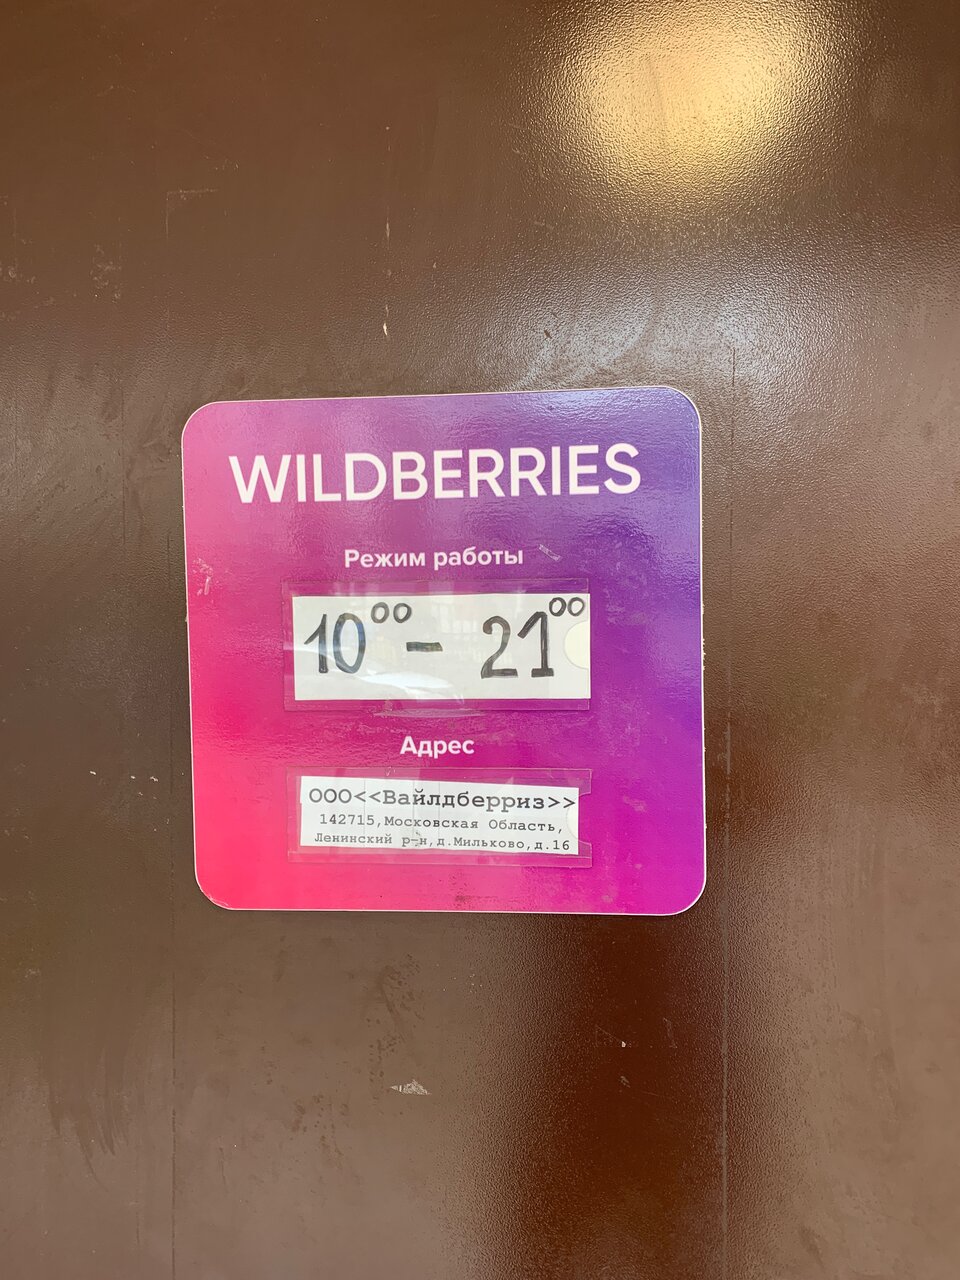 WILDBERRIES
Режим работы
10⁰⁰ - 21⁰⁰
Адрес
ООО<<Вайлдберриз>>
142715,Московская Область,
Ленинский р-н,д.Мильково,д.16